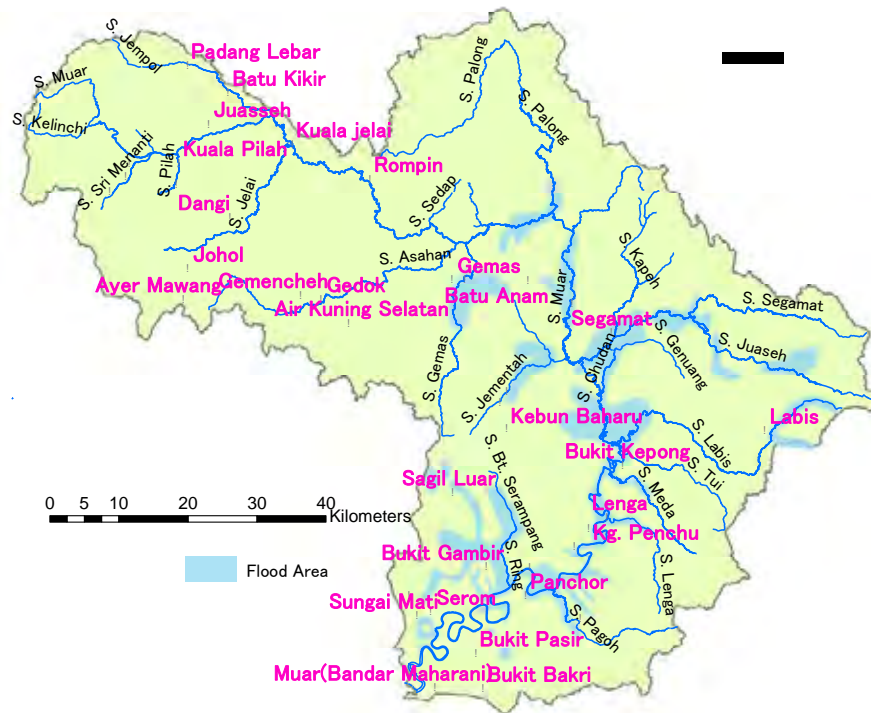 S. Jempol
Padang Lebar
S. Palong
S. Muar
Batu Kikir
S. Palong
Juasseh
S. Kelinchi
Kuala jelai
Kuala Pilah
Rompin
S. Sri Menanti
S. Pilah
S. Jelai
S. Sedap
Dangi
S. Kapeh
Johol
S. Asahan
Gemas
Ayer Mawang
Gemencheh
Gedok
Batu Anam
S. Muar
Air Kuning Selatan
Segamat
S. Segamat
S. Genuang
S. Juaseh
S. Chudan
S. Gemas
S. Jementah
Kebun Baharu
Labis
S. Labis
Bukit Kepong
S. Tui
S. Bt. Serampang
Sagil Luar
S. Meda
Lenga
0 5 10 20 30 40
Kilometers
Kg. Penchu
Bukit Gambir
S. Ring
Flood Area
Panchor
S. Lenga
Sungai Mati
Serom
S. Pagoh
Bukit Pasir
Muar(Bandar Maharani)
Bukit Bakri